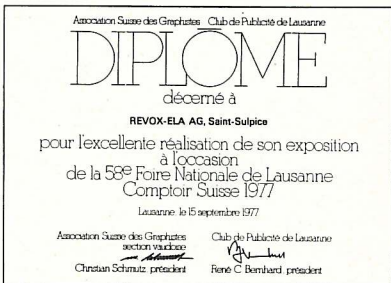 Association Suisse des Graphistes Club de Publicité de Lausanne
DIPLÔME
décerné à
REVOX-ELA AG, Saint-Sulpice
pour l'excellente réalisation de son exposition
à l'occasion
de la 58e Foire Nationale de Lausanne
Comptoir Suisse 1977
Lausanne le 15 septembre 1977
Association Suisse des Graphistes Club de Publicité de Lausanne
section vaudoise
Christian Schmutz président René C Bernhard président